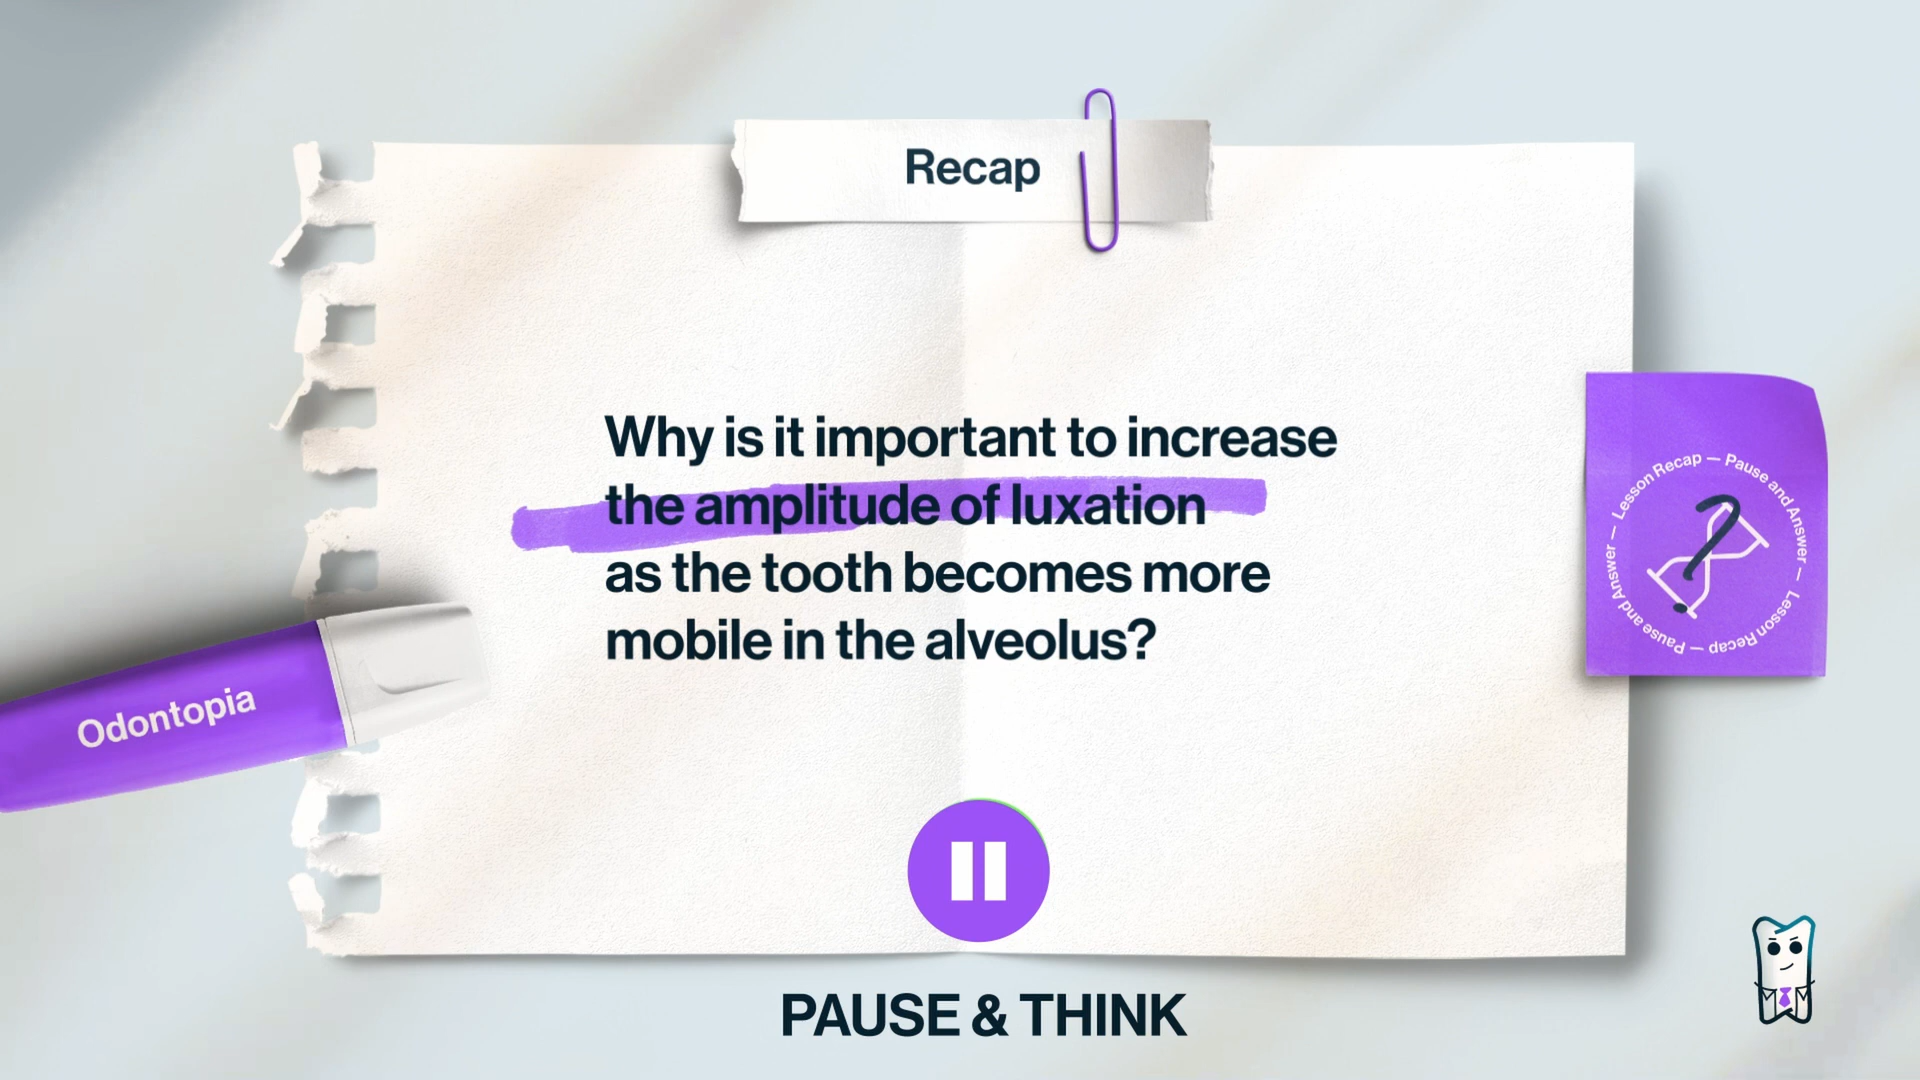 Recap
Why is it important to increase
the amplitude of luxation
as the tooth becomes more
mobile in the alveolus?
Odontopia
Lesson Recap — Pause and Answer — Lesson Recap — Pause and Answer —
PAUSE & THINK